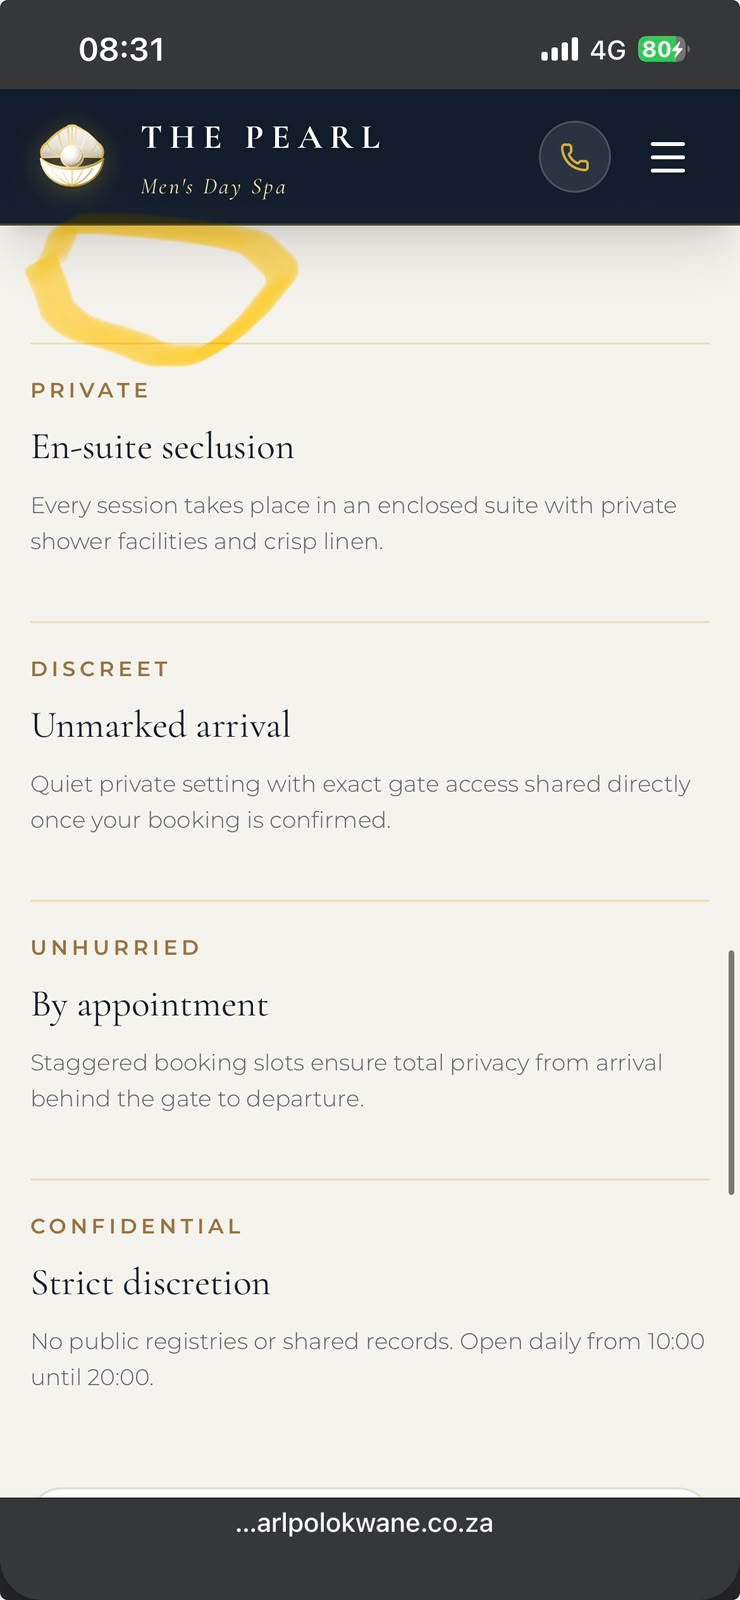 08:31
4G
80
THE PEARL
Men's Day Spa
PRIVATE
En-suite seclusion
Every session takes place in an enclosed suite with private
shower facilities and crisp linen.
DISCREET
Unmarked arrival
Quiet private setting with exact gate access shared directly
once your booking is confirmed.
UNHURRIED
By appointment
Staggered booking slots ensure total privacy from arrival
behind the gate to departure.
CONFIDENTIAL
Strict discretion
No public registries or shared records. Open daily from 10:00
until 20:00.
...arlpolokwane.co.za